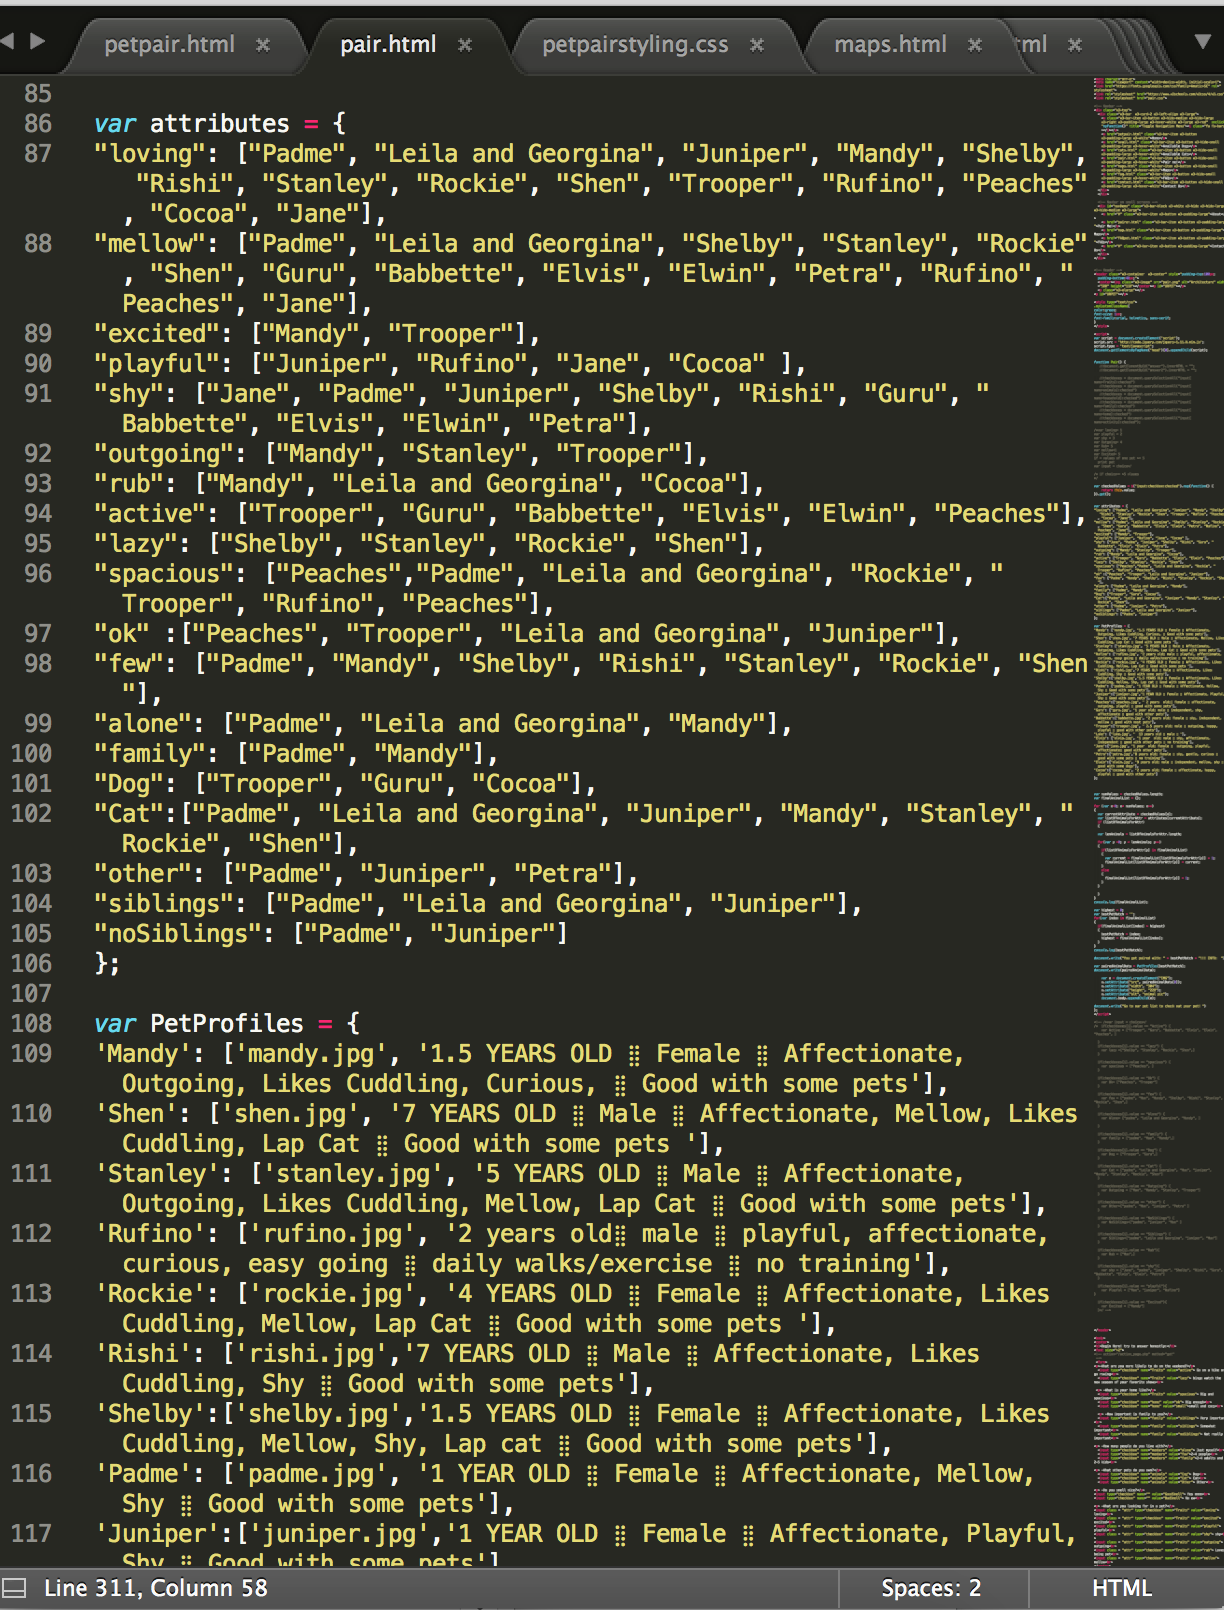 petpair.html × pair.html × petpairstyling.css × maps.html × tml ×
85
86 var attributes = {
87 "loving": ["Padme", "Leila and Georgina", "Juniper", "Mandy", "Shelby",
"Rishi", "Stanley", "Rockie", "Shen", "Trooper", "Rufino", "Peaches"
, "Cocoa", "Jane"],
88 "mellow": ["Padme", "Leila and Georgina", "Shelby", "Stanley", "Rockie"
, "Shen", "Guru", "Babbette", "Elvis", "Elwin", "Petra", "Rufino", "
Peaches", "Jane"],
89 "excited": ["Mandy", "Trooper"],
90 "playful": ["Juniper", "Rufino", "Jane", "Cocoa" ],
91 "shy": ["Jane", "Padme", "Juniper", "Shelby", "Rishi", "Guru", "
Babbette", "Elvis", "Elwin", "Petra"],
92 "outgoing": ["Mandy", "Stanley", "Trooper"],
93 "rub": ["Mandy", "Leila and Georgina", "Cocoa"],
94 "active": ["Trooper", "Guru", "Babbette", "Elvis", "Elwin", "Peaches"],
95 "lazy": ["Shelby", "Stanley", "Rockie", "Shen"],
96 "spacious": ["Peaches","Padme", "Leila and Georgina", "Rockie", "
Trooper", "Rufino", "Peaches"],
97 "ok" :["Peaches", "Trooper", "Leila and Georgina", "Juniper"],
98 "few": ["Padme", "Mandy", "Shelby", "Rishi", "Stanley", "Rockie", "Shen
"],
99 "alone": ["Padme", "Leila and Georgina", "Mandy"],
100 "family": ["Padme", "Mandy"],
101 "Dog": ["Trooper", "Guru", "Cocoa"],
102 "Cat":["Padme", "Leila and Georgina", "Juniper", "Mandy", "Stanley", "
Rockie", "Shen"],
103 "other": ["Padme", "Juniper", "Petra"],
104 "siblings": ["Padme", "Leila and Georgina", "Juniper"],
105 "noSiblings": ["Padme", "Juniper"]
106 };
107
108 var PetProfiles = {
109 'Mandy': ['mandy.jpg', '1.5 YEARS OLD ⣿ Female ⣿ Affectionate,
Outgoing, Likes Cuddling, Curious, ⣿ Good with some pets'],
110 'Shen': ['shen.jpg', '7 YEARS OLD ⣿ Male ⣿ Affectionate, Mellow, Likes
Cuddling, Lap Cat ⣿ Good with some pets '],
111 'Stanley': ['stanley.jpg' , '5 YEARS OLD ⣿ Male ⣿ Affectionate,
Outgoing, Likes Cuddling, Mellow, Lap Cat ⣿ Good with some pets'],
112 'Rufino': ['rufino.jpg', '2 years old⣿ male ⣿ playful, affectionate,
curious, easy going ⣿ daily walks/exercise ⣿ no training'],
113 'Rockie': ['rockie.jpg', '4 YEARS OLD ⣿ Female ⣿ Affectionate, Likes
Cuddling, Mellow, Lap Cat ⣿ Good with some pets '],
114 'Rishi': ['rishi.jpg','7 YEARS OLD ⣿ Male ⣿ Affectionate, Likes
Cuddling, Shy ⣿ Good with some pets'],
115 'Shelby':['shelby.jpg','1.5 YEARS OLD ⣿ Female ⣿ Affectionate, Likes
Cuddling, Mellow, Shy, Lap cat ⣿ Good with some pets'],
116 'Padme': ['padme.jpg', '1 YEAR OLD ⣿ Female ⣿ Affectionate, Mellow,
Shy ⣿ Good with some pets'],
117 'Juniper':['juniper.jpg','1 YEAR OLD ⣿ Female ⣿ Affectionate, Playful,
Shy ⣿ Good with some pets']
Line 311, Column 58 Spaces: 2 HTML